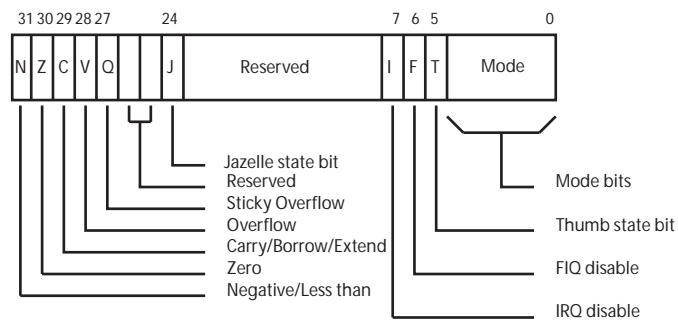 31 30 29 28 27 24 7 6 5 0
N Z C V Q J Reserved I F T Mode
Jazelle state bit
Reserved
Mode bits
Sticky Overflow
Overflow
Thumb state bit
Carry/Borrow/Extend
Zero
FIQ disable
Negative/Less than
IRQ disable